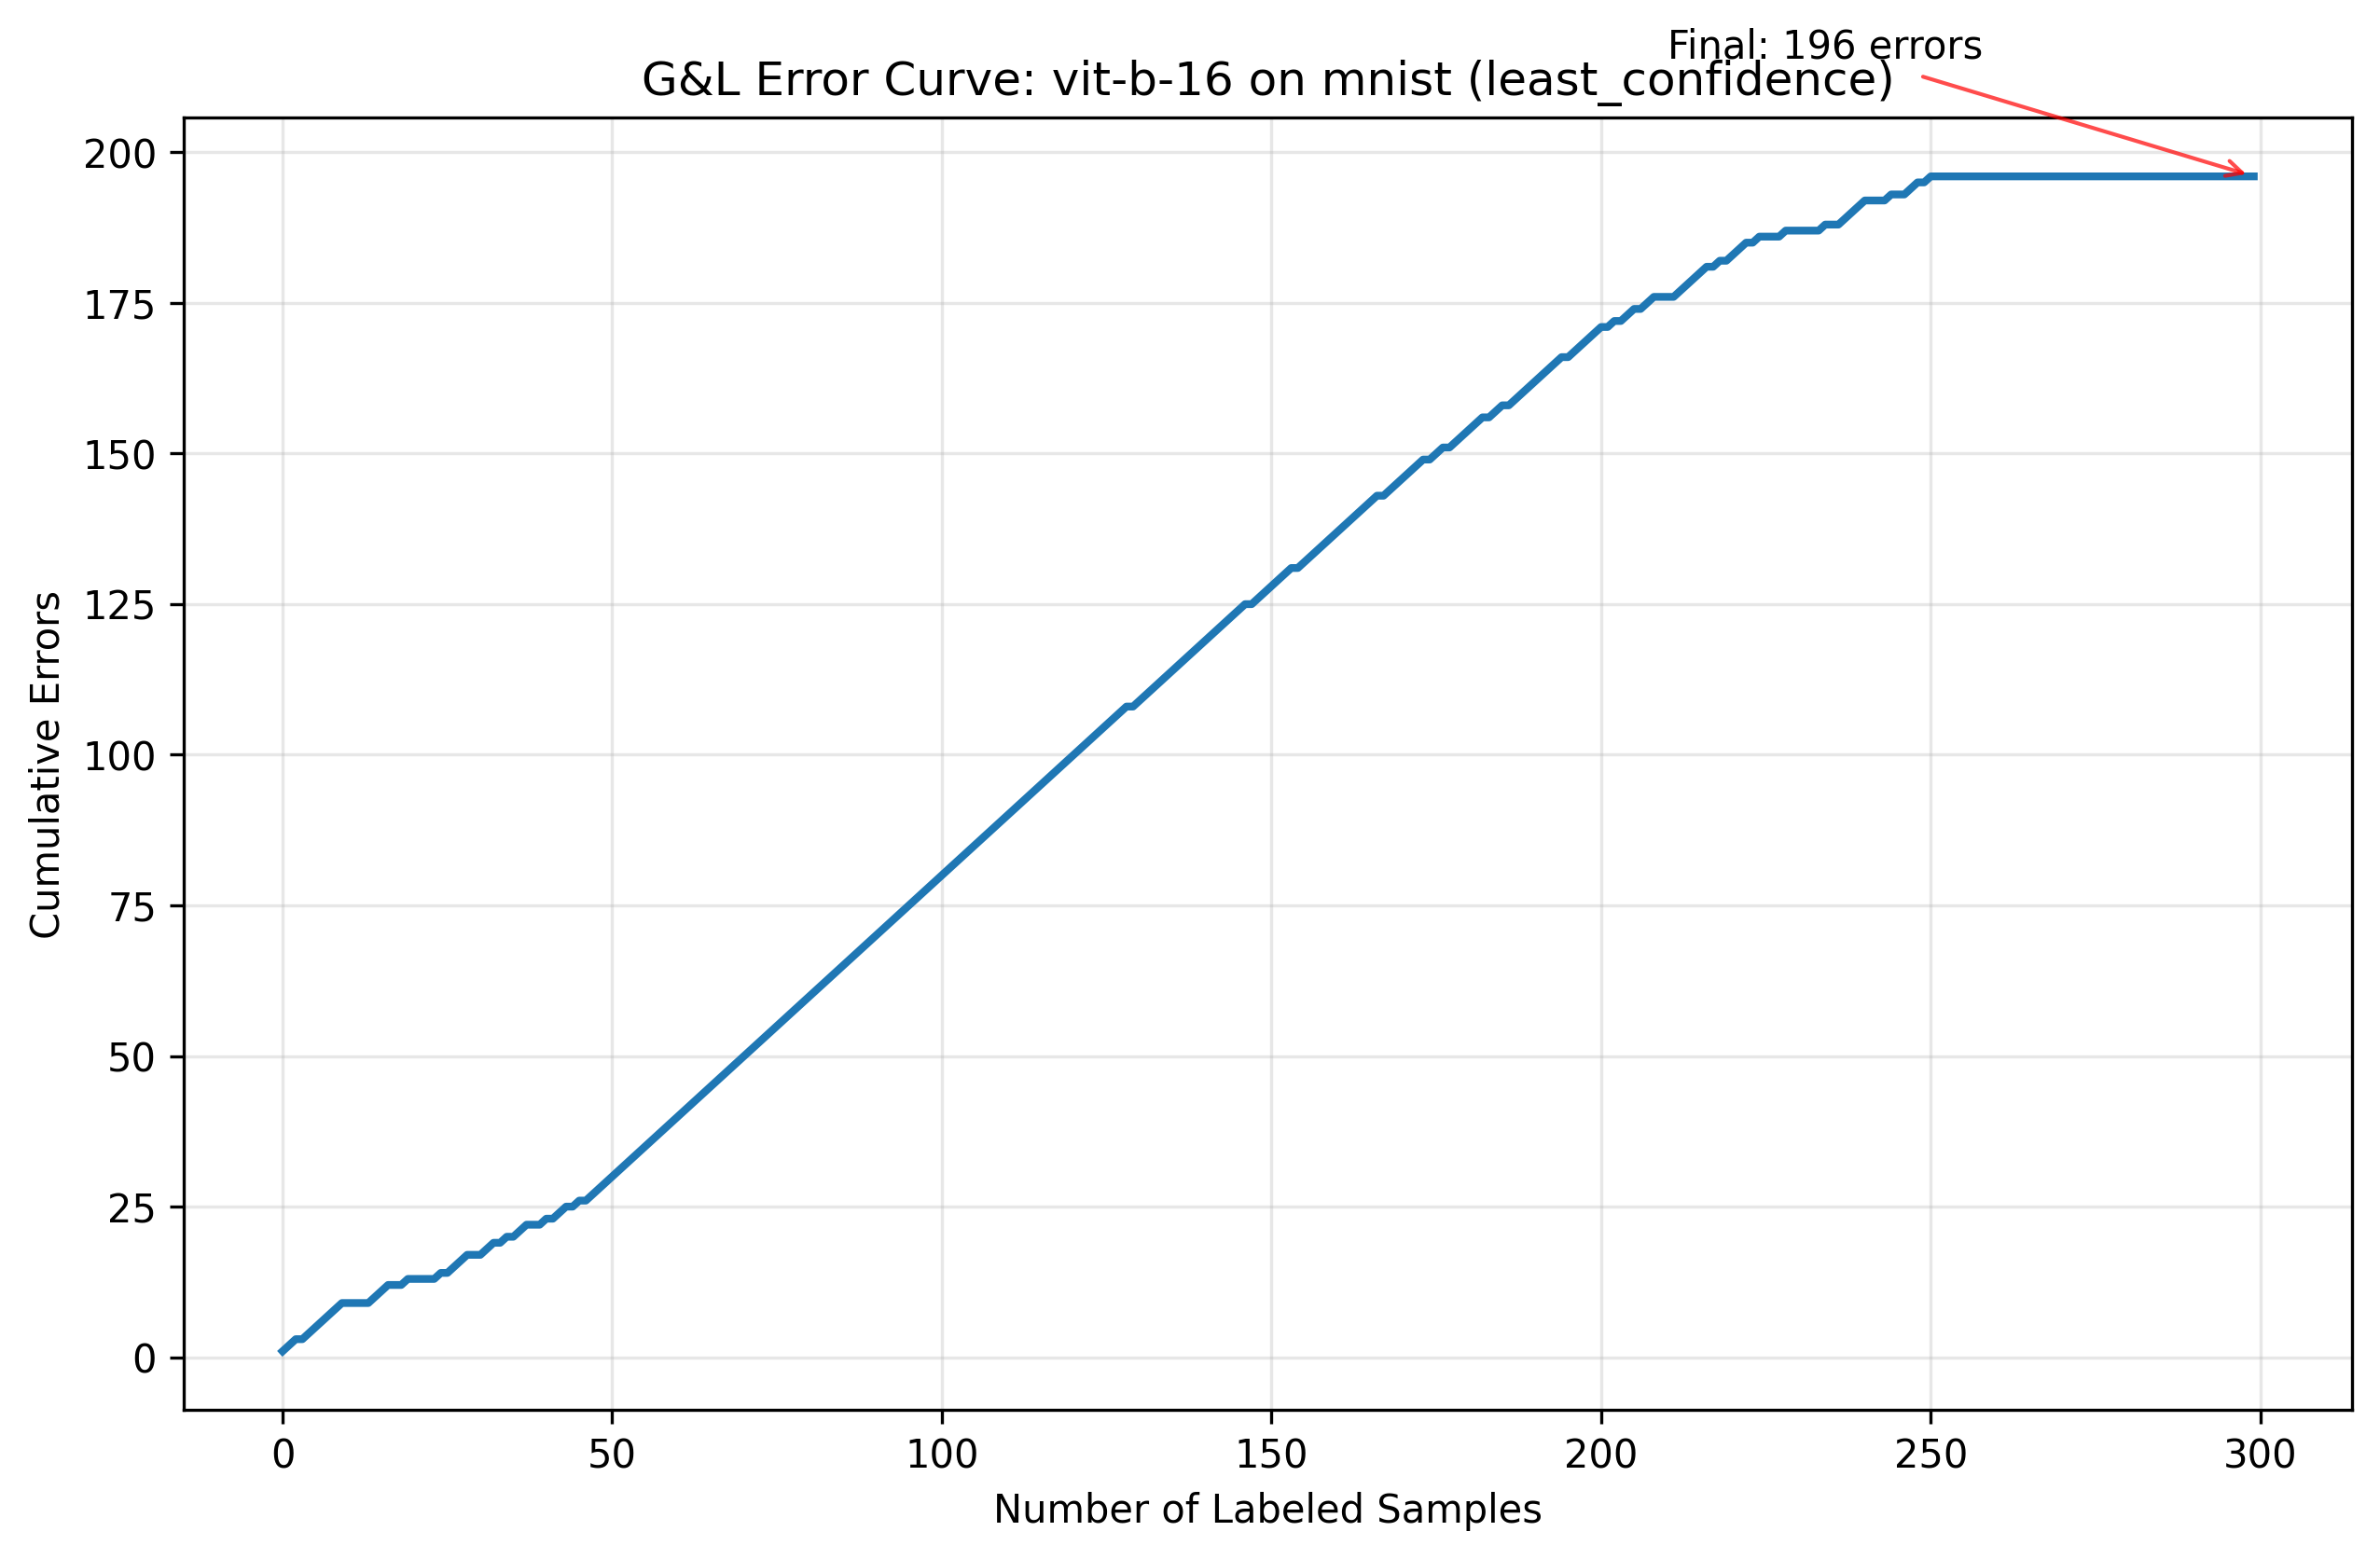 Final: 196 errors
G&L Error Curve: vit-b-16 on mnist (least_confidence)
200
175
150
125
100
75
50
25
0
Cumulative Errors
0 50 100 150 200 250 300
Number of Labeled Samples